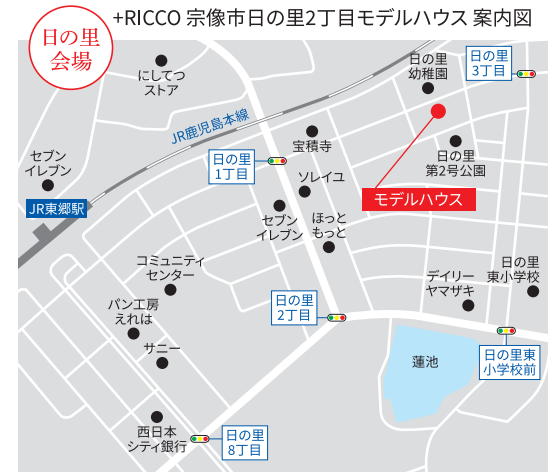 +RICCO 宗像市日の里2丁目モデルハウス 案内図
日の里
会場
にしてつ
ストア
JR鹿児島本線
日の里
幼稚園
日の里
3丁目
セブン
イレブン
日の里
1丁目
宝積寺
日の里
第2号公園
ソレイユ
モデルハウス
JR東郷駅
セブン
イレブン
ほっと
もっと
コミュニティ
センター
デイリー
ヤマザキ
日の里
東小学校
パン工房
えれは
日の里
2丁目
サニー
蓮池
日の里東
小学校前
西日本
シティ銀行
日の里
8丁目